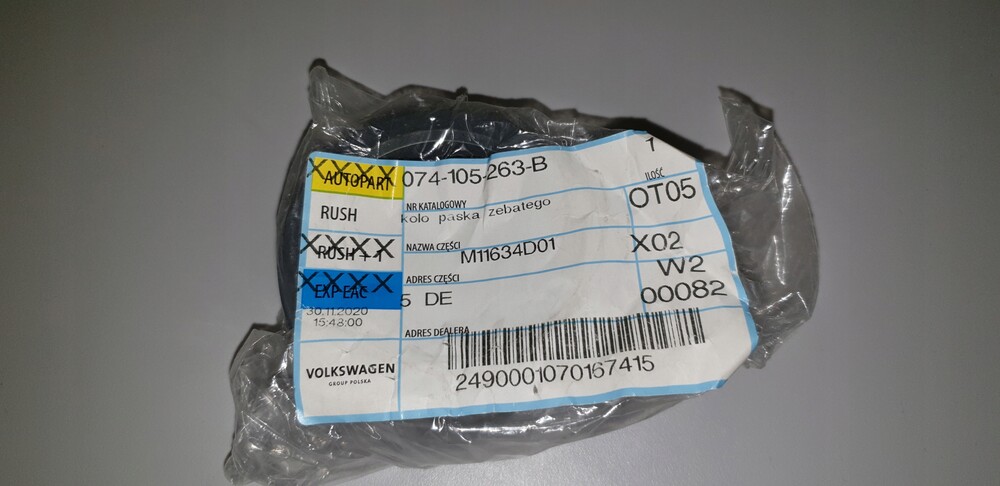 1
XXXX
AUTOPART
074-105-263-B
ILOŚĆ
NR KATALOGOWY
OT05
RUSH
kolo paska zebatego
XXXX
RUSH + 1
NAZWA CZĘŚCI
M11634D01
X02
XXXX
EXP EAC
ADRES CZĘŚCI
W2
5 DE
00082
30.11.2020
15:48:00
ADRES DEALERA
VOLKSWAGEN
GROUP POLSKA
2490001070167415